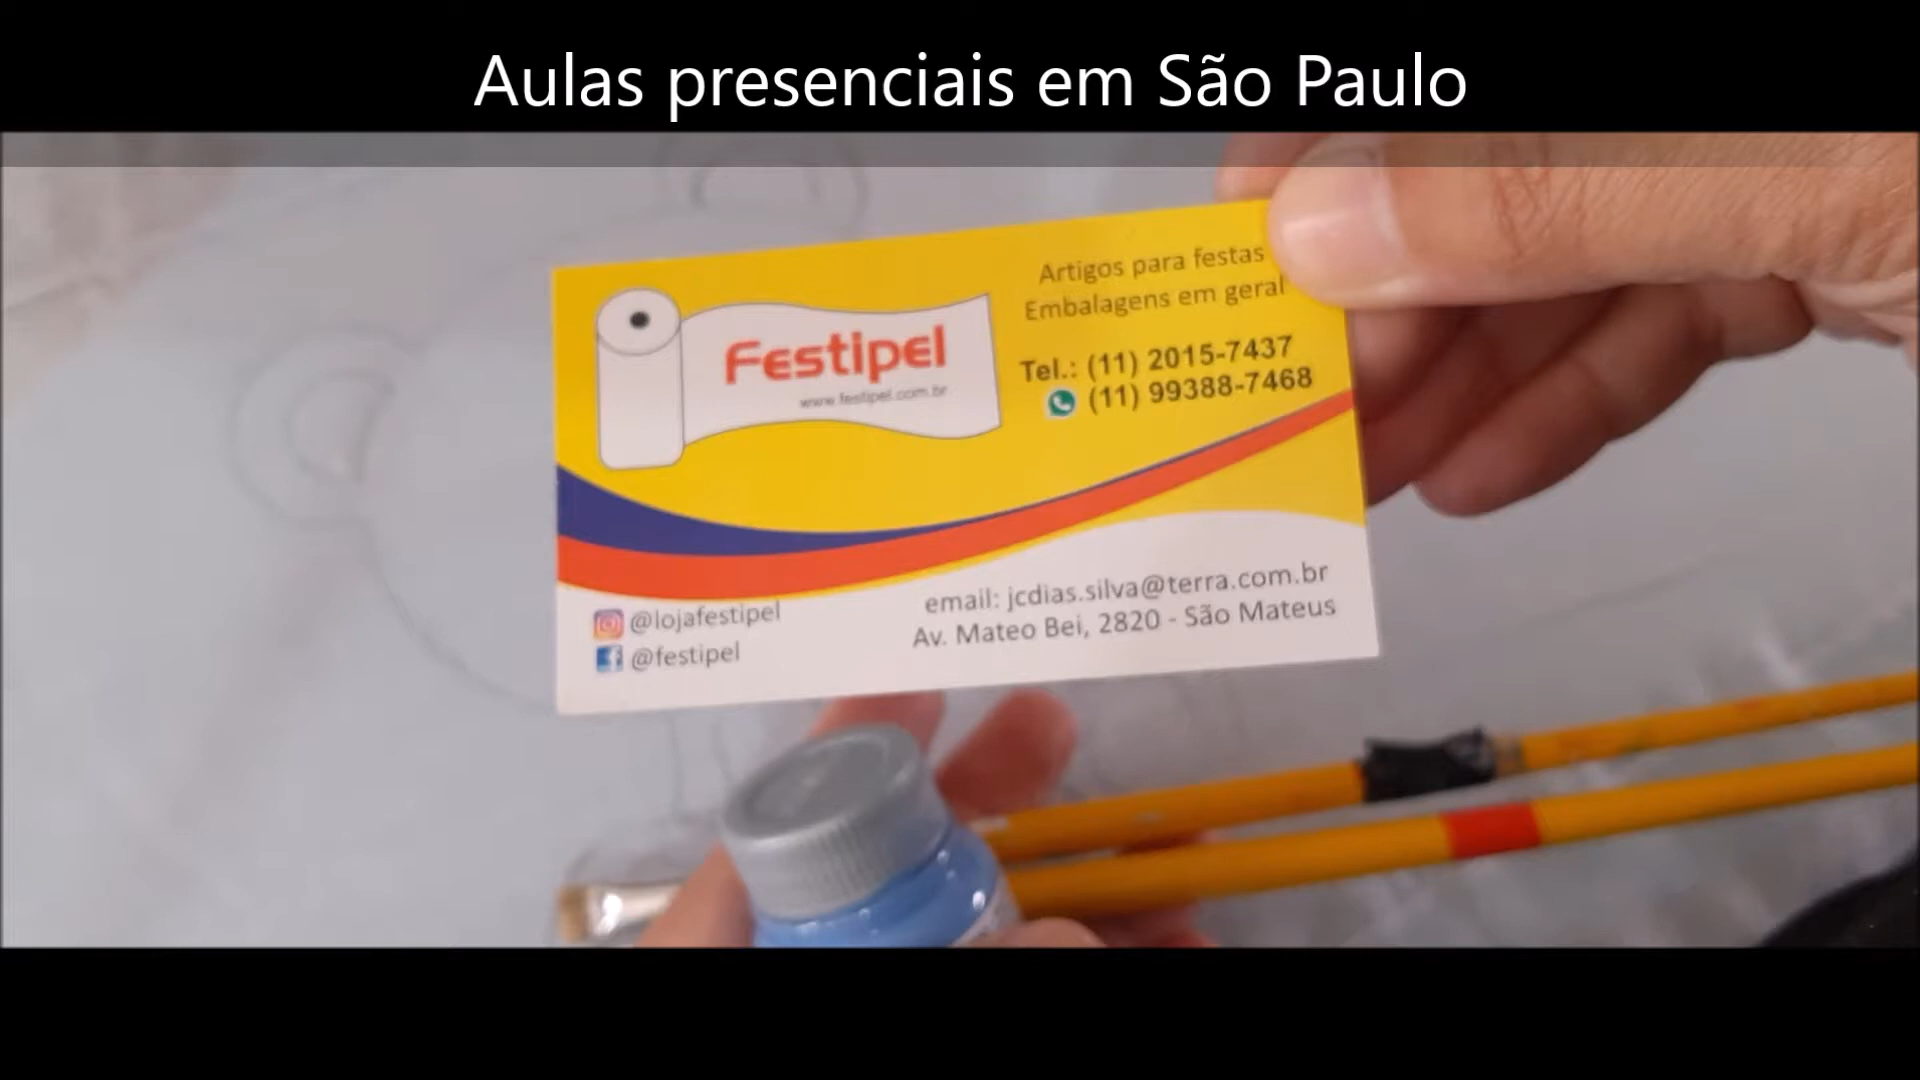 Aulas presenciais em São Paulo
Artigos para festas
Embalagens em geral
Festipel
www.festipel.com.br
Tel.: (11) 2015-7437
(11) 99388-7468
@lojafestipel
@festipel
email: jcdias.silva@terra.com.br
Av. Mateo Bei, 2820 - São Mateus